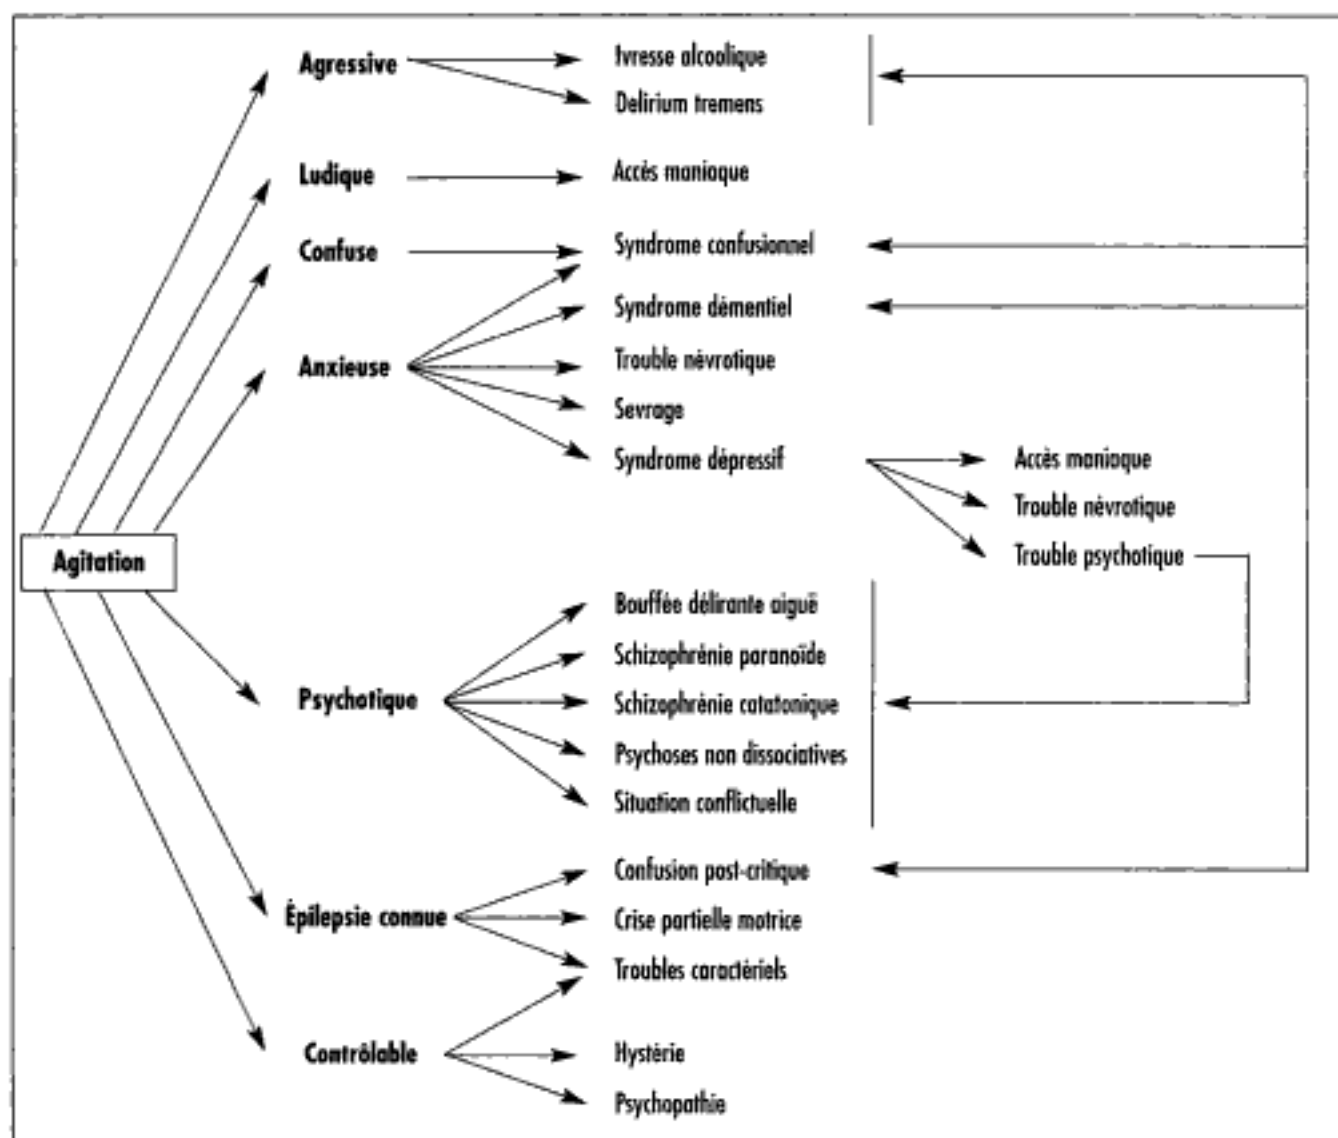 Agressive
Ivresse alcoolique
Delirium tremens
Ludique
Accès maniaque
Confuse
Syndrome confusionnel
Syndrome démentiel
Anxieuse
Trouble névrotique
Sevrage
Syndrome dépressif
Accès maniaque
Trouble névrotique
Trouble psychotique
Agitation
Bouffée délirante aiguë
Schizophrénie paranoïde
Psychotique
Schizophrénie catatonique
Psychoses non dissociatives
Situation conflictuelle
Confusion post-critique
Épilepsie connue
Crise partielle motrice
Troubles caractériels
Contrôlable
Hystérie
Psychopathie